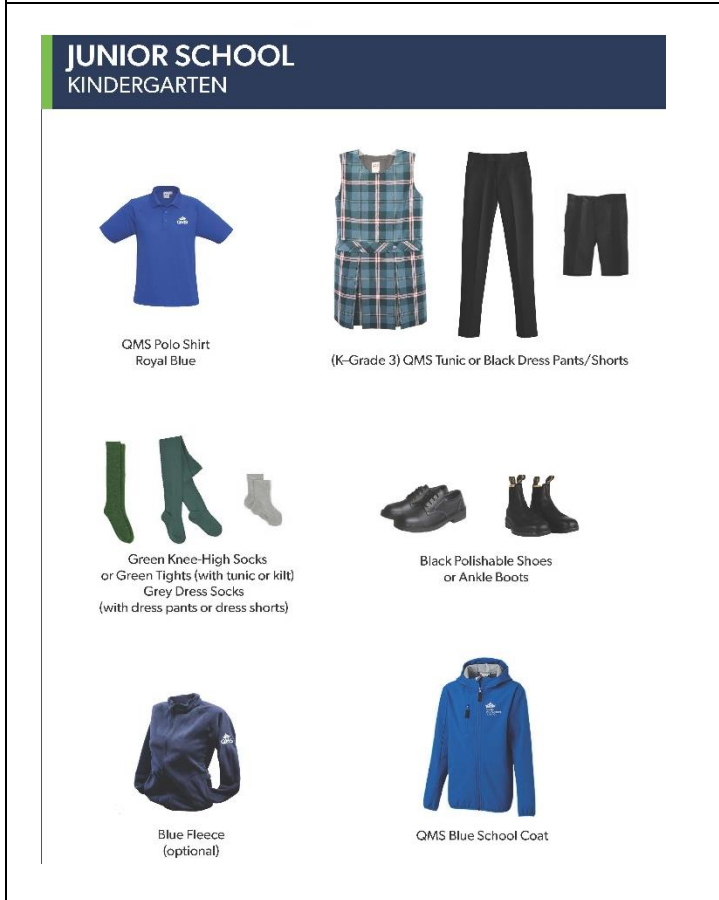 JUNIOR SCHOOL
KINDERGARTEN
QMS Polo Shirt
Royal Blue
(K–Grade 3) QMS Tunic or Black Dress Pants/Shorts
Green Knee-High Socks
or Green Tights (with tunic or kilt)
Grey Dress Socks
(with dress pants or dress shorts)
Black Polishable Shoes
or Ankle Boots
Blue Fleece
(optional)
QMS Blue School Coat